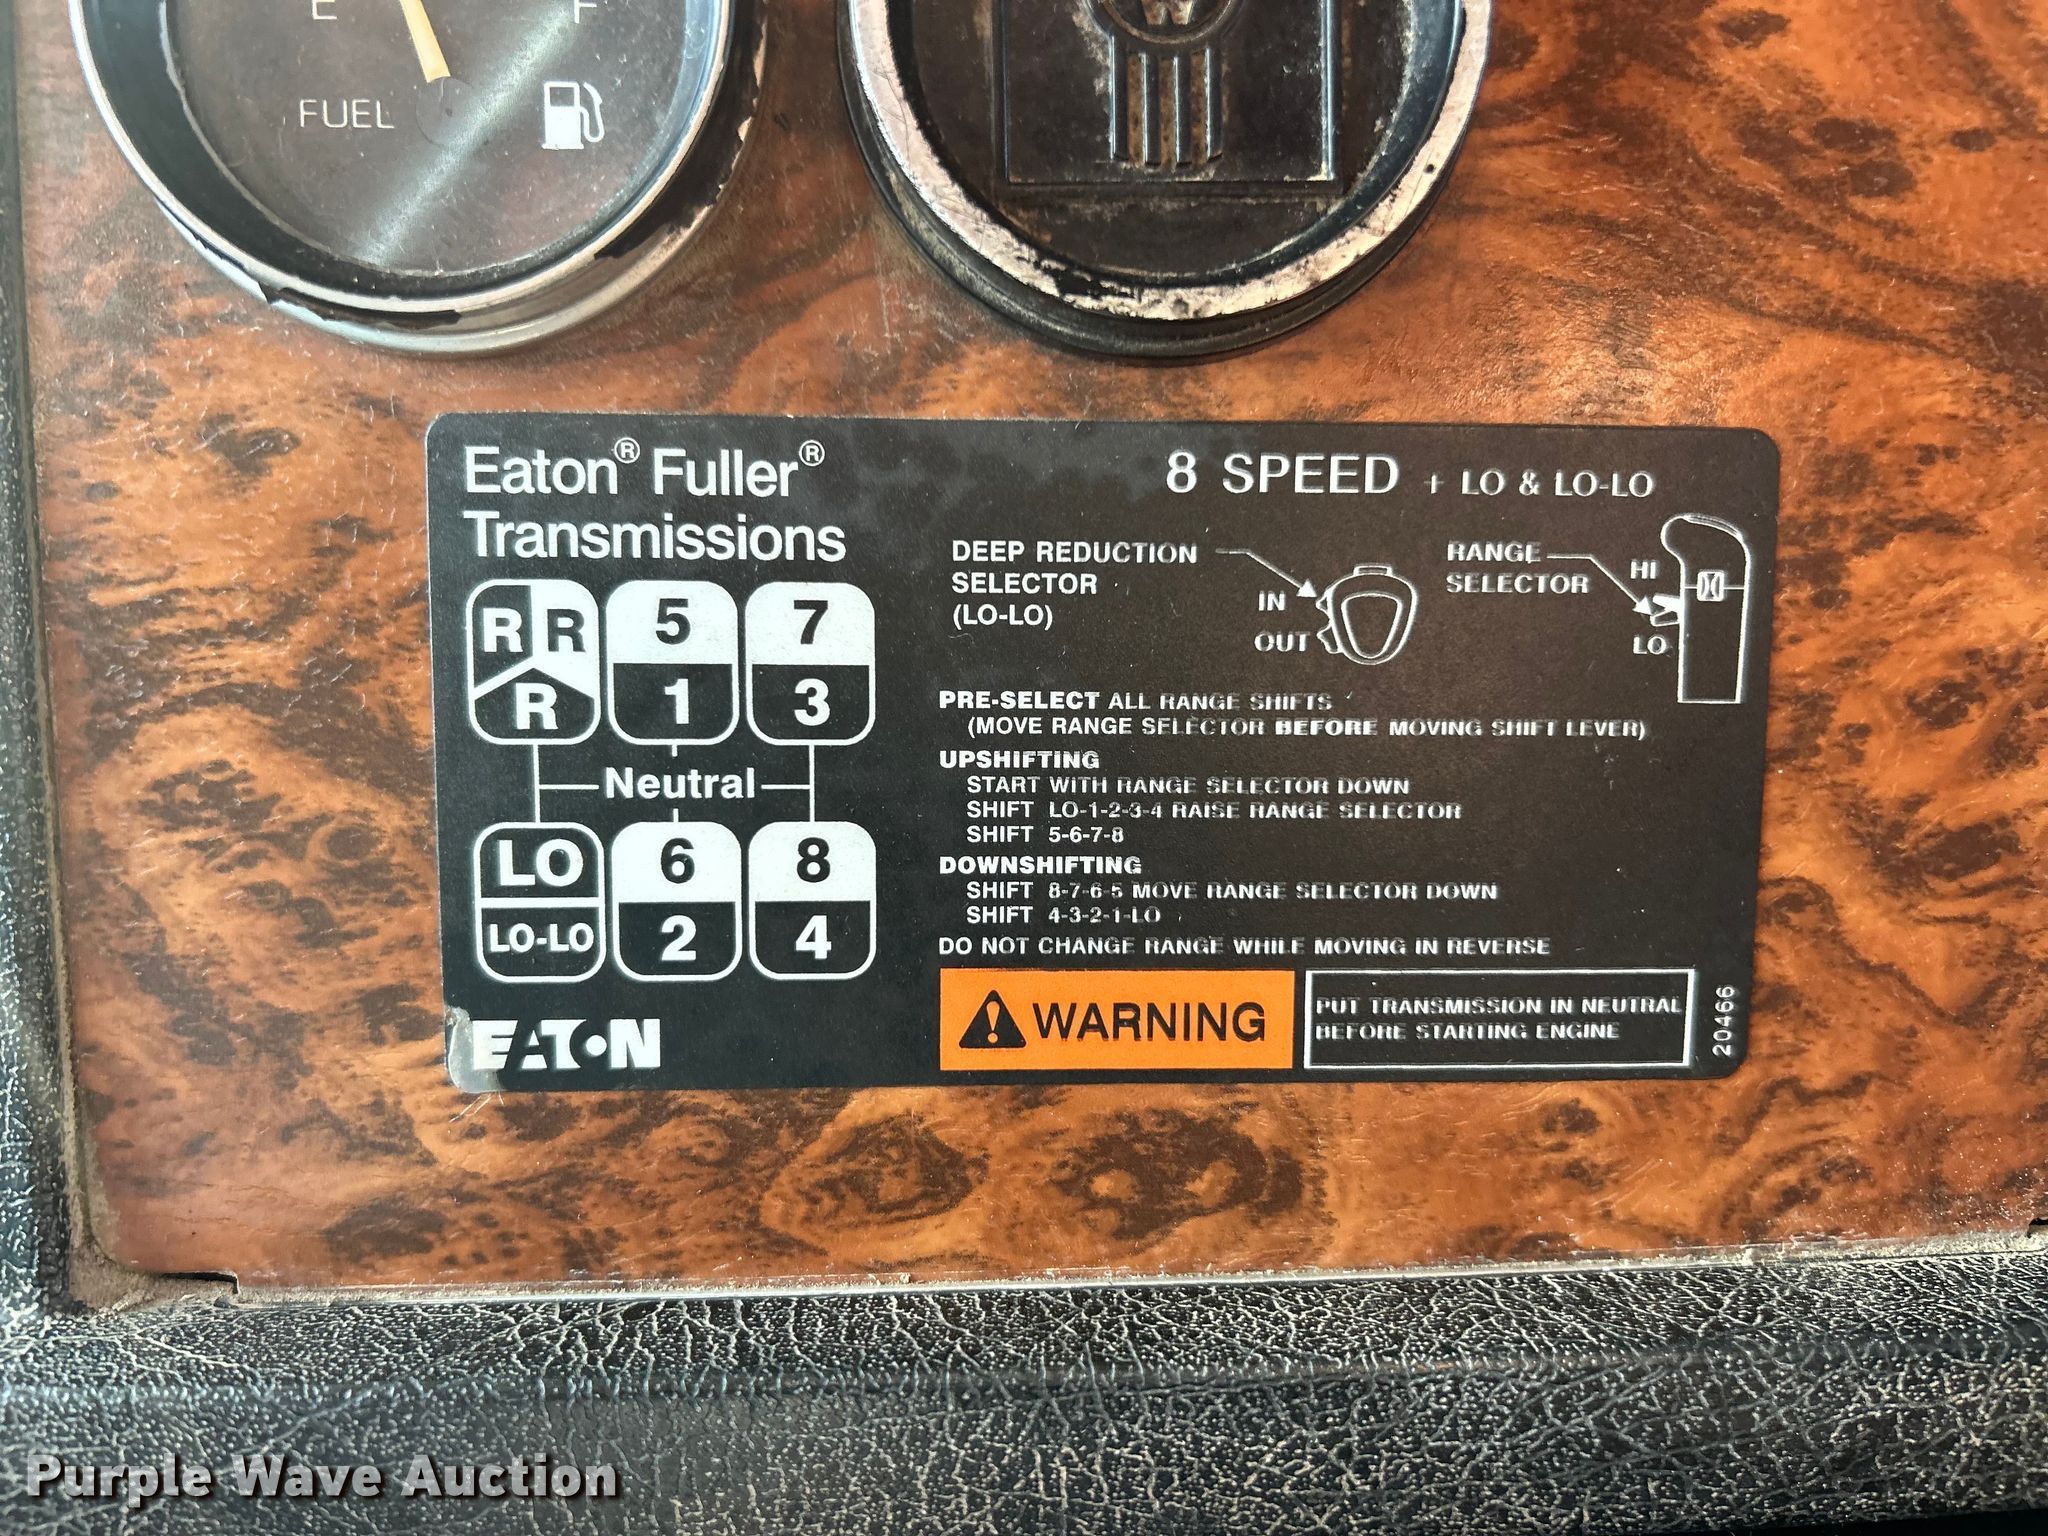 E F
FUEL
W
Eaton® Fuller®
Transmissions
8 SPEED + LO & LO-LO
DEEP REDUCTION
SELECTOR
(LO-LO)
IN
OUT
RANGE
SELECTOR
HI
LO
R R 5 7
R 1 3
Neutral
LO 6 8
LO-LO 2 4
PRE-SELECT ALL RANGE SHIFTS
(MOVE RANGE SELECTOR BEFORE MOVING SHIFT LEVER)
UPSHIFTING
START WITH RANGE SELECTOR DOWN
SHIFT LO-1-2-3-4 RAISE RANGE SELECTOR
SHIFT 5-6-7-8
DOWNSHIFTING
SHIFT 8-7-6-5 MOVE RANGE SELECTOR DOWN
SHIFT 4-3-2-1-LO
DO NOT CHANGE RANGE WHILE MOVING IN REVERSE
EATON
WARNING
PUT TRANSMISSION IN NEUTRAL
BEFORE STARTING ENGINE
20466
Purple Wave Auction